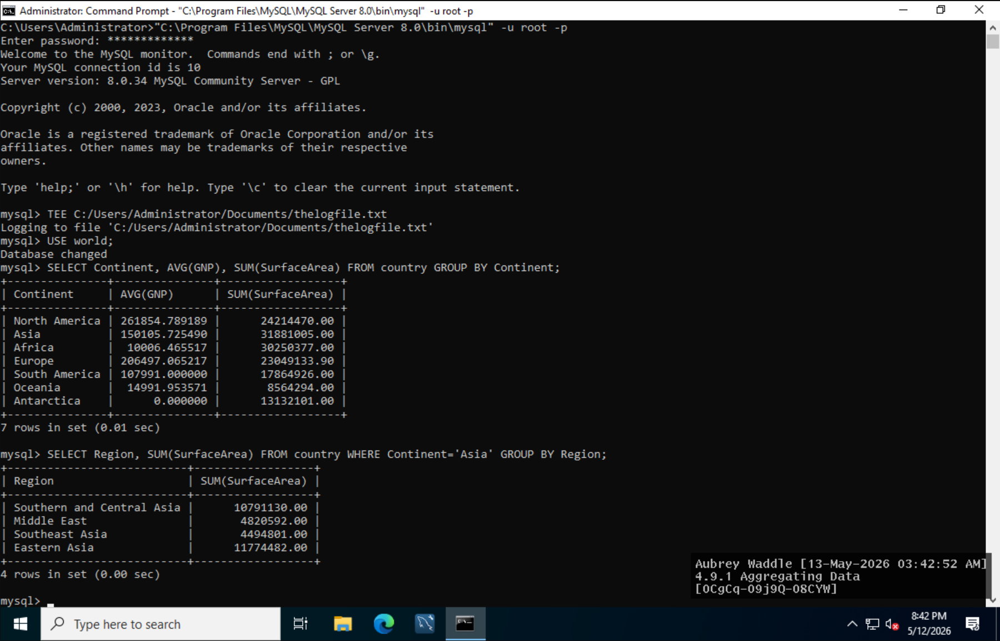 Administrator: Command Prompt - "C:\Program Files\MySQL\MySQL Server 8.0\bin\mysql" -u root -p
C:\Users\Administrator>"C:\Program Files\MySQL\MySQL Server 8.0\bin\mysql" -u root -p
Enter password: *************
Welcome to the MySQL monitor.  Commands end with ; or \g.
Your MySQL connection id is 10
Server version: 8.0.34 MySQL Community Server - GPL

Copyright (c) 2000, 2023, Oracle and/or its affiliates.

Oracle is a registered trademark of Oracle Corporation and/or its
affiliates. Other names may be trademarks of their respective
owners.

Type 'help;' or '\h' for help. Type '\c' to clear the current input statement.

mysql> TEE C:/Users/Administrator/Documents/thelogfile.txt
Logging to file 'C:/Users/Administrator/Documents/thelogfile.txt'
mysql> USE world;
Database changed
mysql> SELECT Continent, AVG(GNP), SUM(SurfaceArea) FROM country GROUP BY Continent;
+---------------+---------------+------------------+
| Continent     | AVG(GNP)      | SUM(SurfaceArea) |
+---------------+---------------+------------------+
| North America | 261854.789189 |      24214470.00 |
| Asia          | 150105.725490 |      31881005.00 |
| Africa        |  10006.465517 |      30250377.00 |
| Europe        | 206497.065217 |      23049133.90 |
| South America | 107991.000000 |      17864926.00 |
| Oceania       |  14991.953571 |       8564294.00 |
| Antarctica    |      0.000000 |      13132101.00 |
+---------------+---------------+------------------+
7 rows in set (0.01 sec)

mysql> SELECT Region, SUM(SurfaceArea) FROM country WHERE Continent='Asia' GROUP BY Region;
+---------------------------+------------------+
| Region                    | SUM(SurfaceArea) |
+---------------------------+------------------+
| Southern and Central Asia |      10791130.00 |
| Middle East               |       4820592.00 |
| Southeast Asia            |       4494801.00 |
| Eastern Asia              |      11774482.00 |
+---------------------------+------------------+
4 rows in set (0.00 sec)

mysql>
Aubrey Waddle [13-May-2026 03:42:52 AM]
4.9.1 Aggregating Data
[OCgCq-O9j9Q-O8CYW]
Type here to search
8:42 PM
5/12/2026